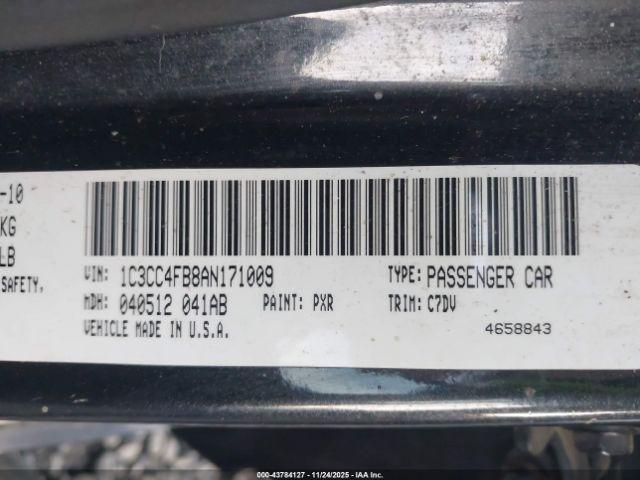 -10
KG
LB
SAFETY,
VIN: 1C3CC4FB8AN171009 TYPE: PASSENGER CAR
MDH: 040512 041AB PAINT: PXR TRIM: C7DV
VEHICLE MADE IN U.S.A.
4658843
000-43784127 - 11/24/2025 - IAA Inc.